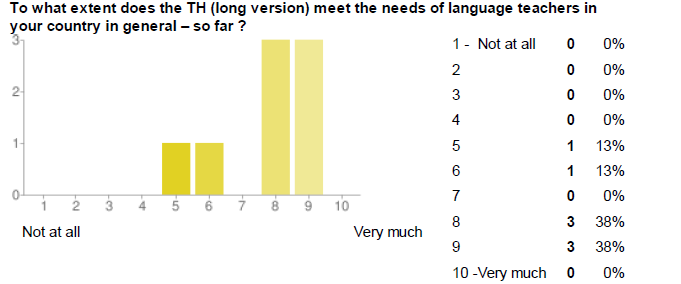 To what extent does the TH (long version) meet the needs of language teachers in
your country in general – so far ?
3
2
1
0
1 2 3 4 5 6 7 8 9 10
Not at all Very much
1 - Not at all 0 0%
2 0 0%
3 0 0%
4 0 0%
5 1 13%
6 1 13%
7 0 0%
8 3 38%
9 3 38%
10 -Very much 0 0%